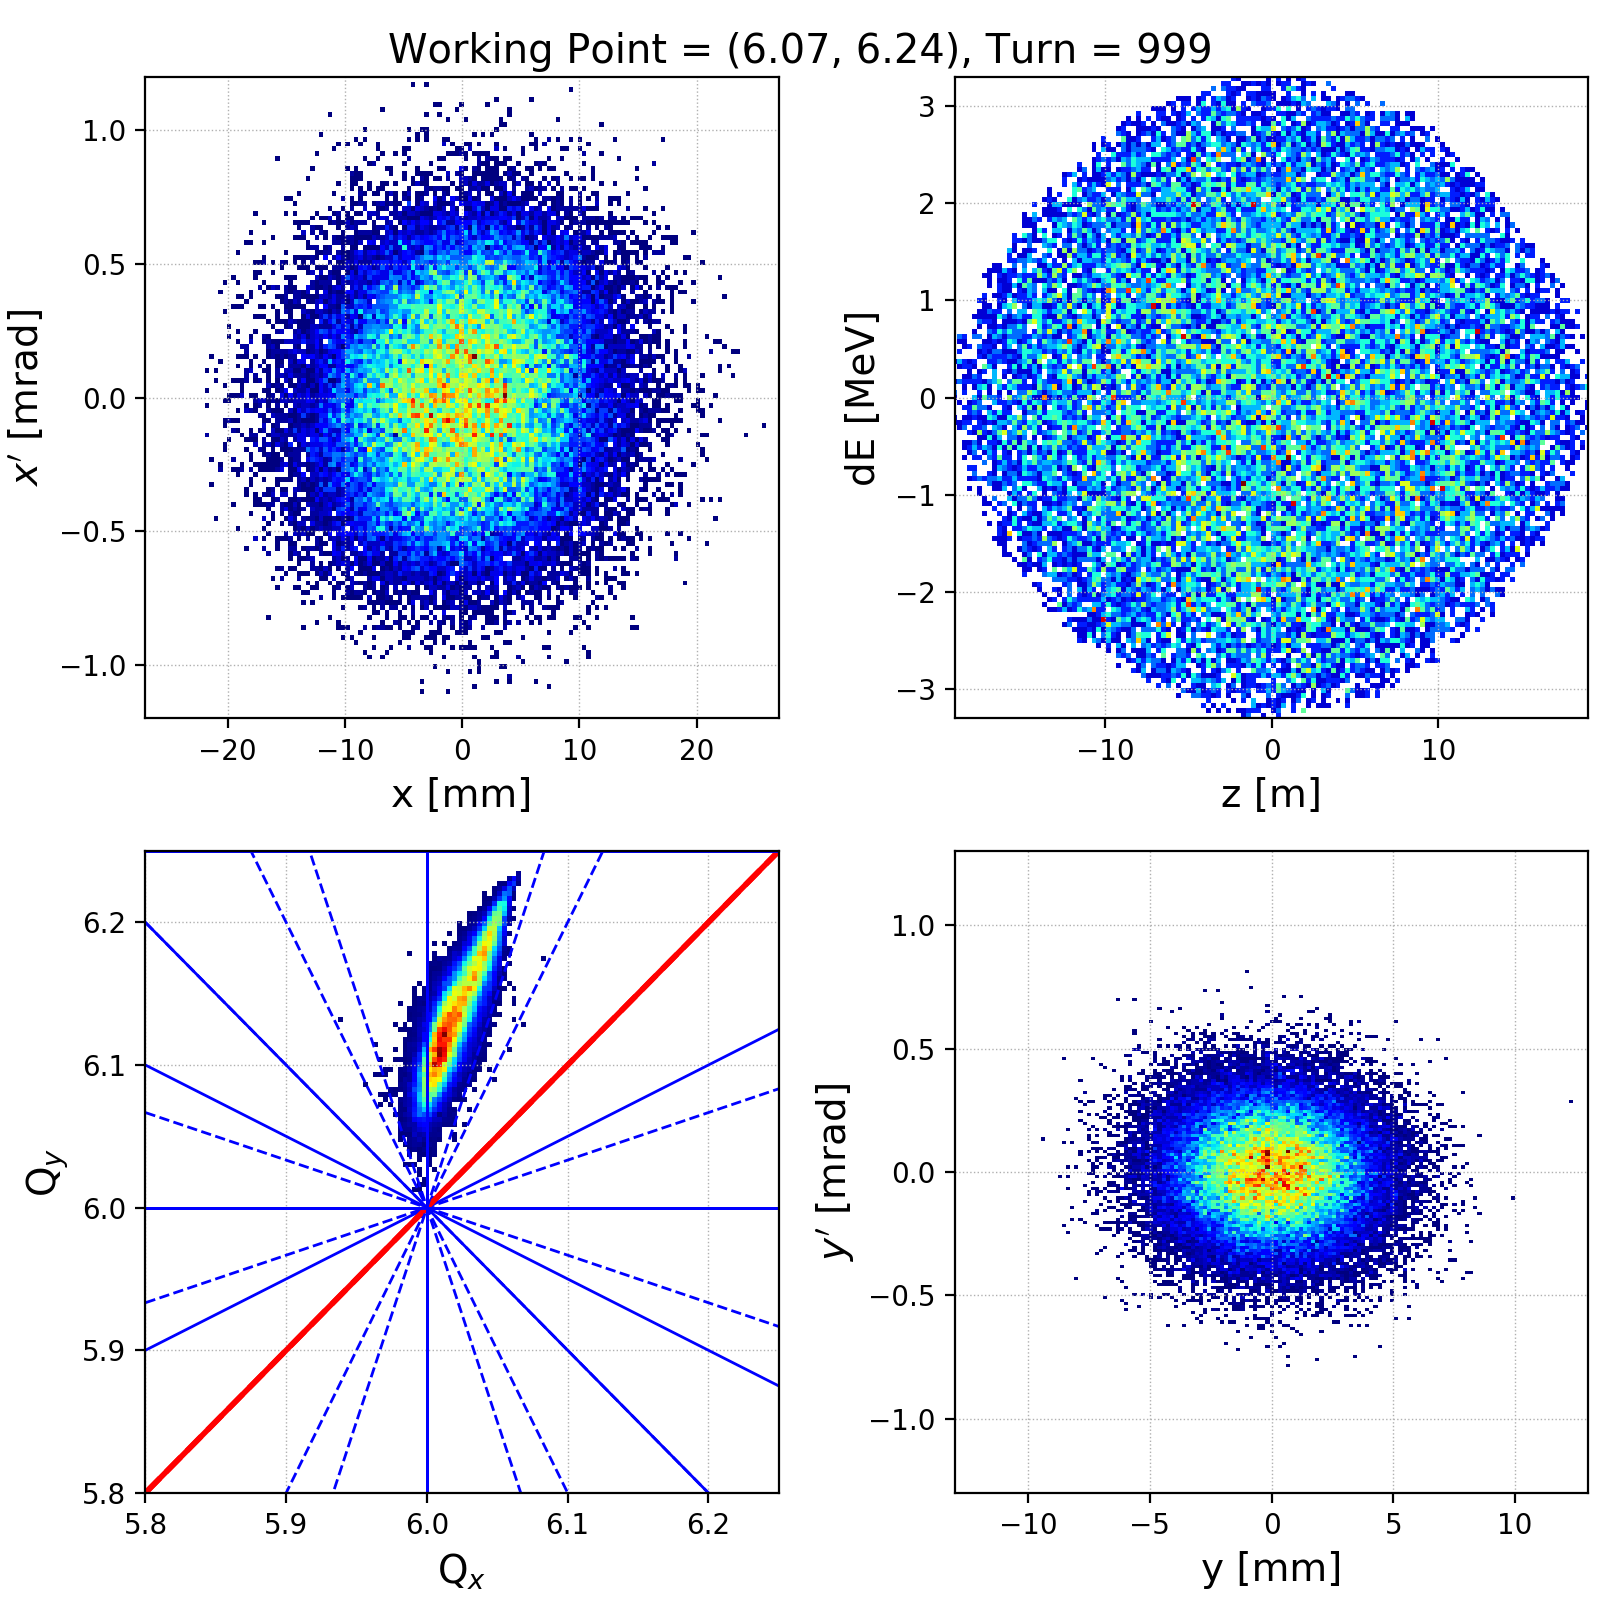 Working Point = (6.07, 6.24), Turn = 999
1.0
0.5
0.0
−0.5
−1.0
x′ [mrad]
−20 −10 0 10 20
x [mm]
3
2
1
0
−1
−2
−3
dE [MeV]
−10 0 10
z [m]
6.2
6.1
6.0
5.9
5.8
Qy
5.8 5.9 6.0 6.1 6.2
Qx
1.0
0.5
0.0
−0.5
−1.0
y′ [mrad]
−10 −5 0 5 10
y [mm]